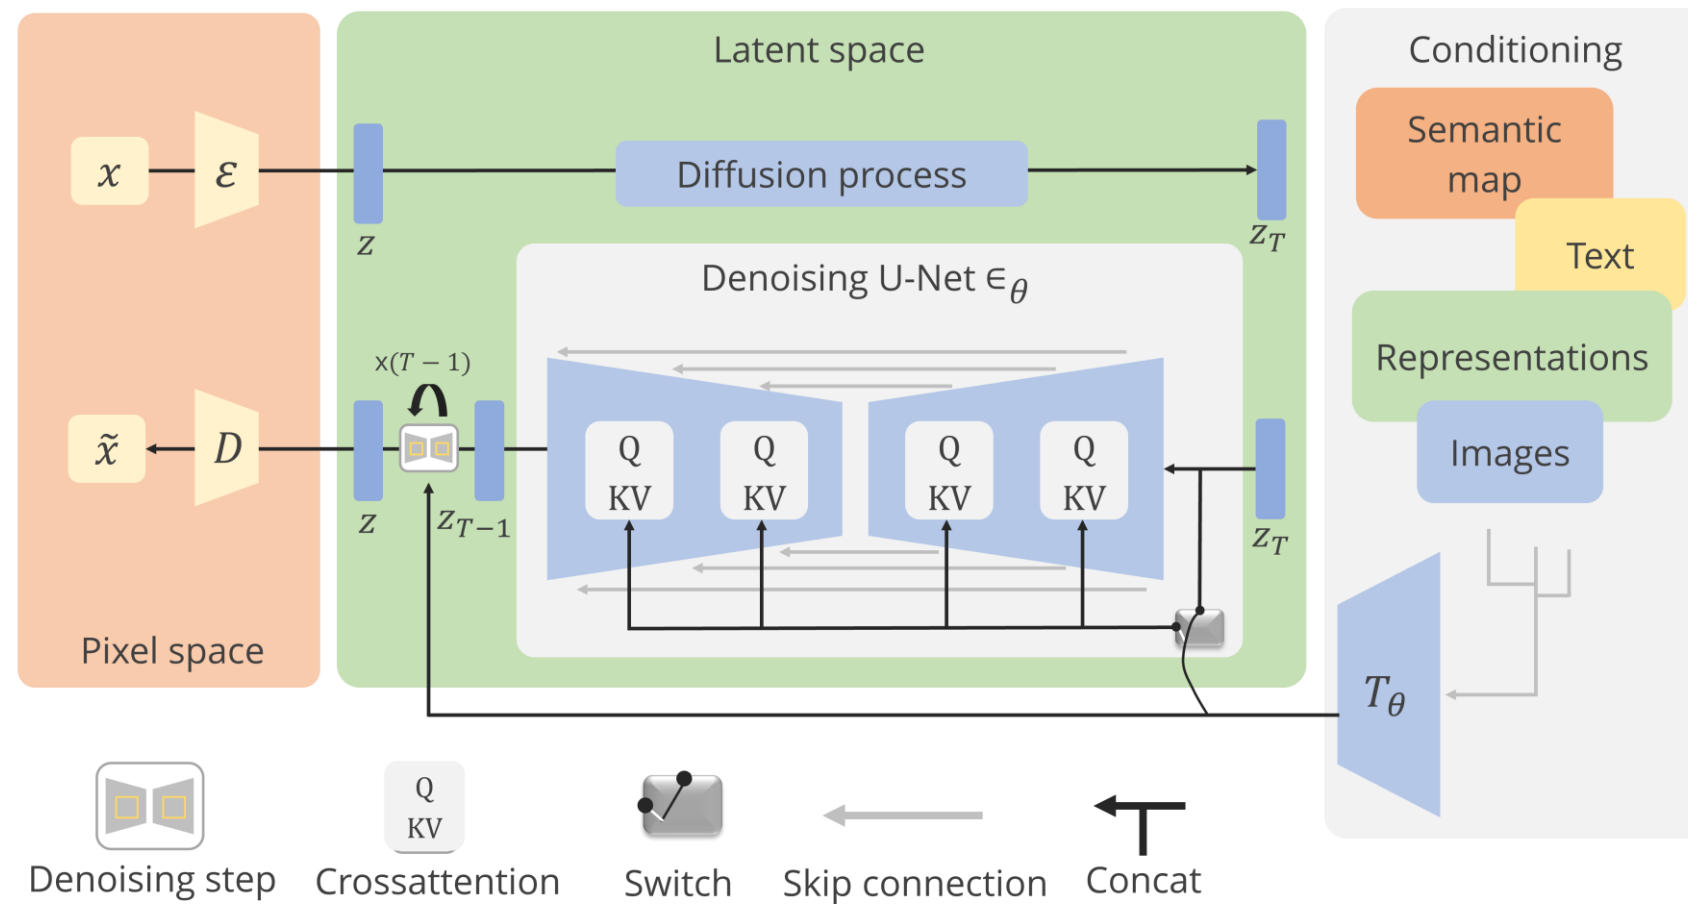 Latent space
Conditioning
x
ε
Diffusion process
z
z_T
Semantic
map
Text
Representations
Images
Denoising U-Net ∈_θ
x(T − 1)
x̃
D
z
z_{T−1}
Q
KV
Q
KV
Q
KV
Q
KV
z_T
Pixel space
T_θ
Q
KV
Denoising step
Crossattention
Switch
Skip connection
Concat